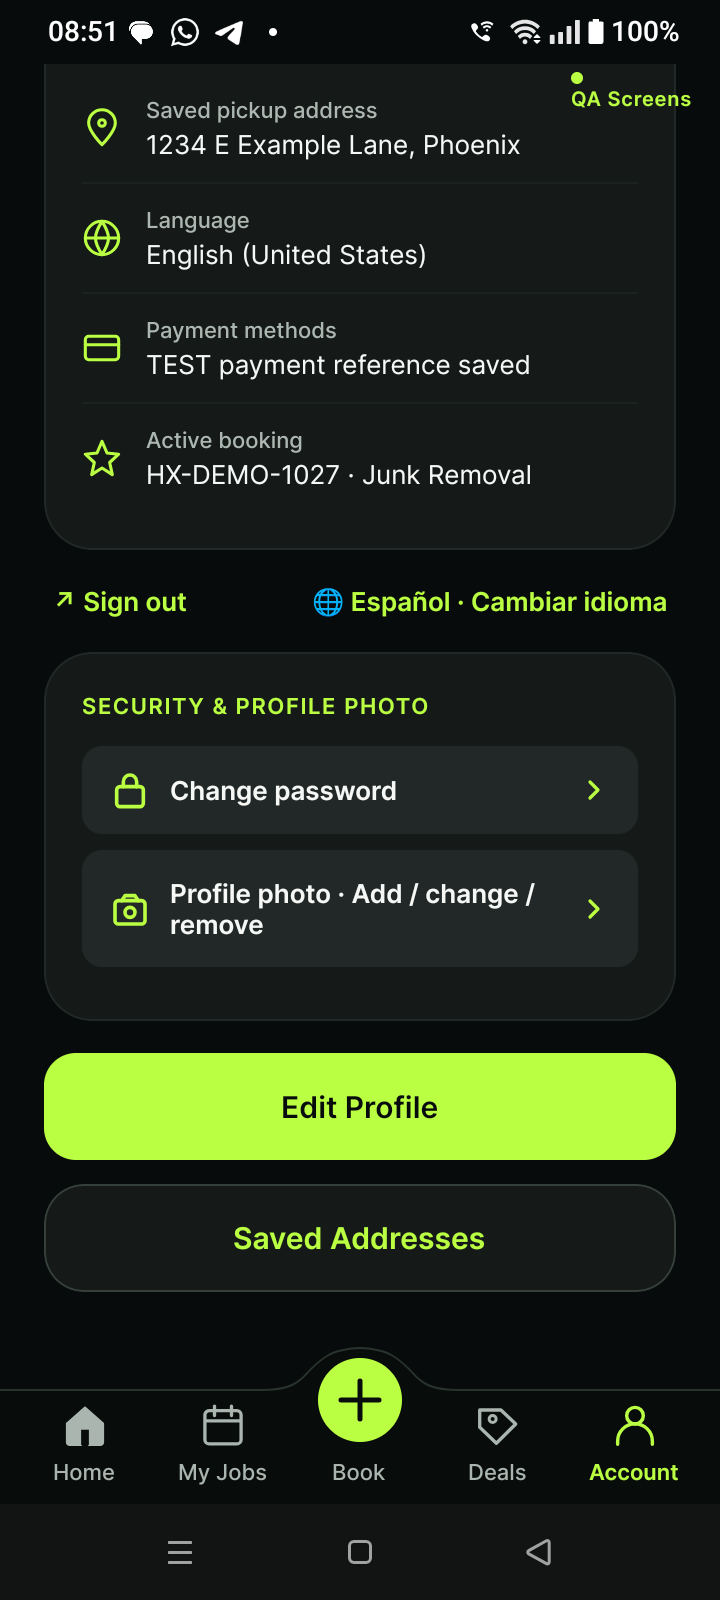 08:51
100%
QA Screens
Saved pickup address
1234 E Example Lane, Phoenix
Language
English (United States)
Payment methods
TEST payment reference saved
Active booking
HX-DEMO-1027 · Junk Removal
Sign out
Español · Cambiar idioma
SECURITY & PROFILE PHOTO
Change password
Profile photo · Add / change /
remove
Edit Profile
Saved Addresses
Home
My Jobs
Book
Deals
Account